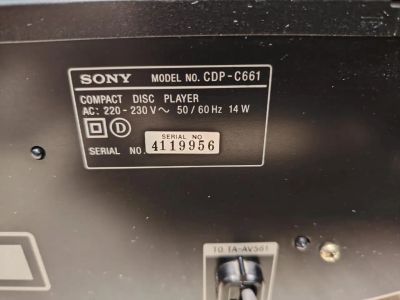 SONY MODEL NO. CDP-C661
COMPACT DISC PLAYER
AC: 220-230 V~ 50/60 Hz 14 W
D
SERIAL NO
SERIAL NO. 4119956
TO TA-AV561